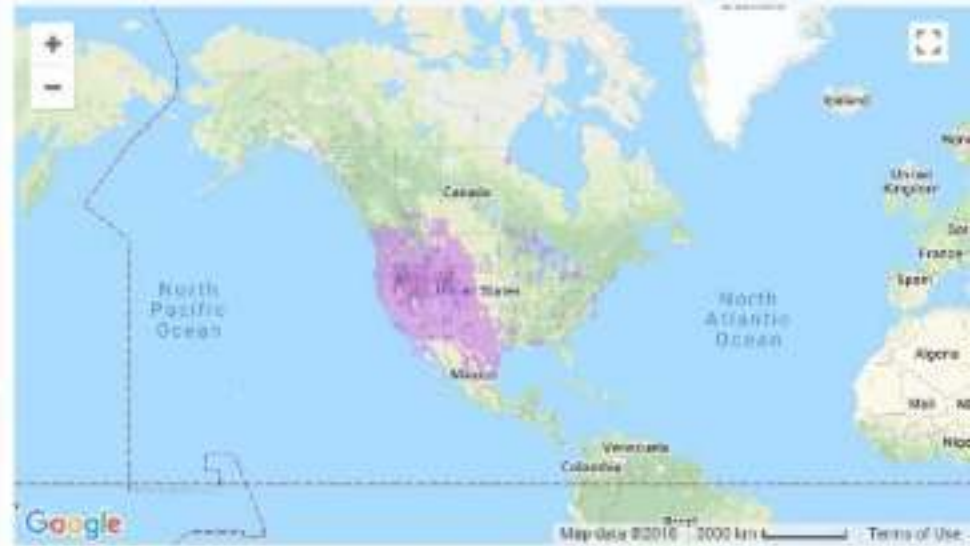 +
−
Iceland
United
Kingdom
France
Spain
Canada
United States
Mexico
North
Pacific
Ocean
North
Atlantic
Ocean
Algeria
Mali
Venezuela
Colombia
Brazil
Google
Map data ©2016 2000 km Terms of Use